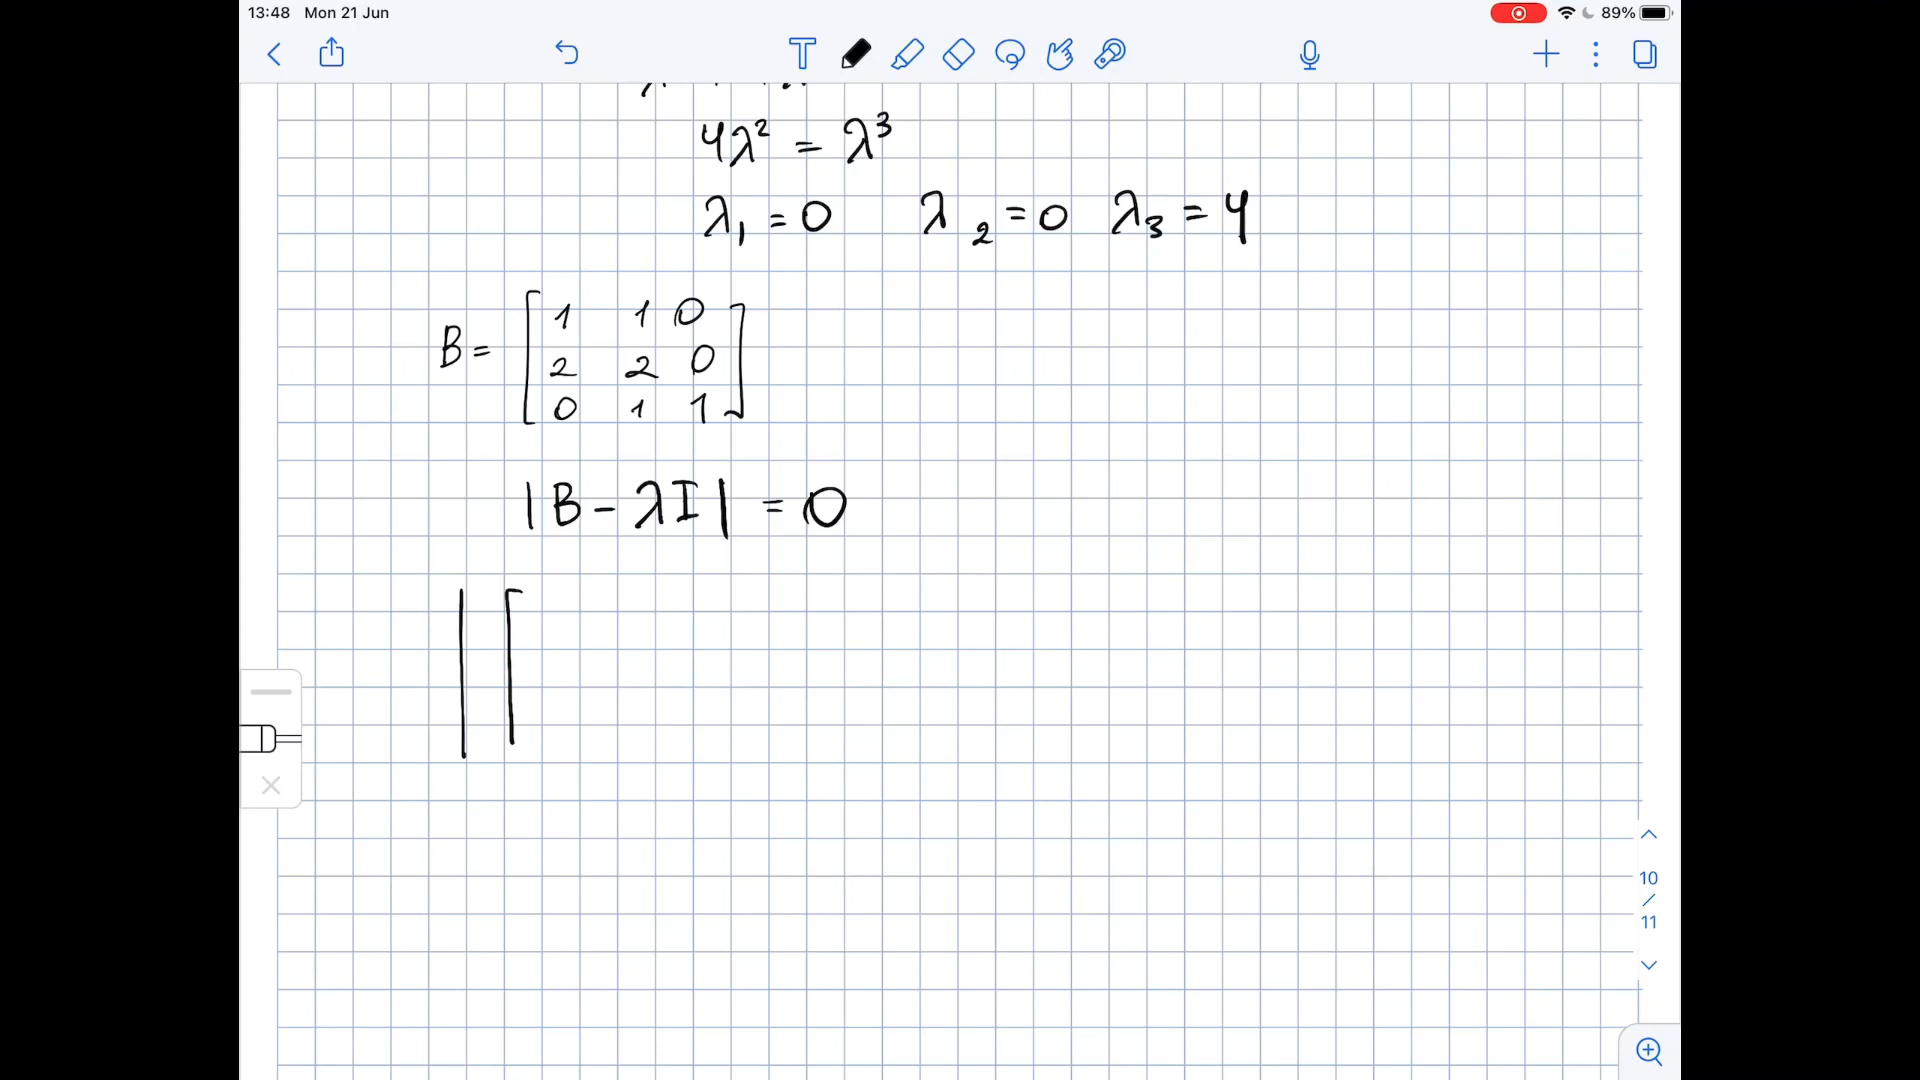 13:48 Mon 21 Jun 89%
4λ² = λ³
λ₁ = 0 λ₂ = 0 λ₃ = 4
B = [1 1 0
2 2 0
0 1 1]
|B - λI| = 0
10
/
11